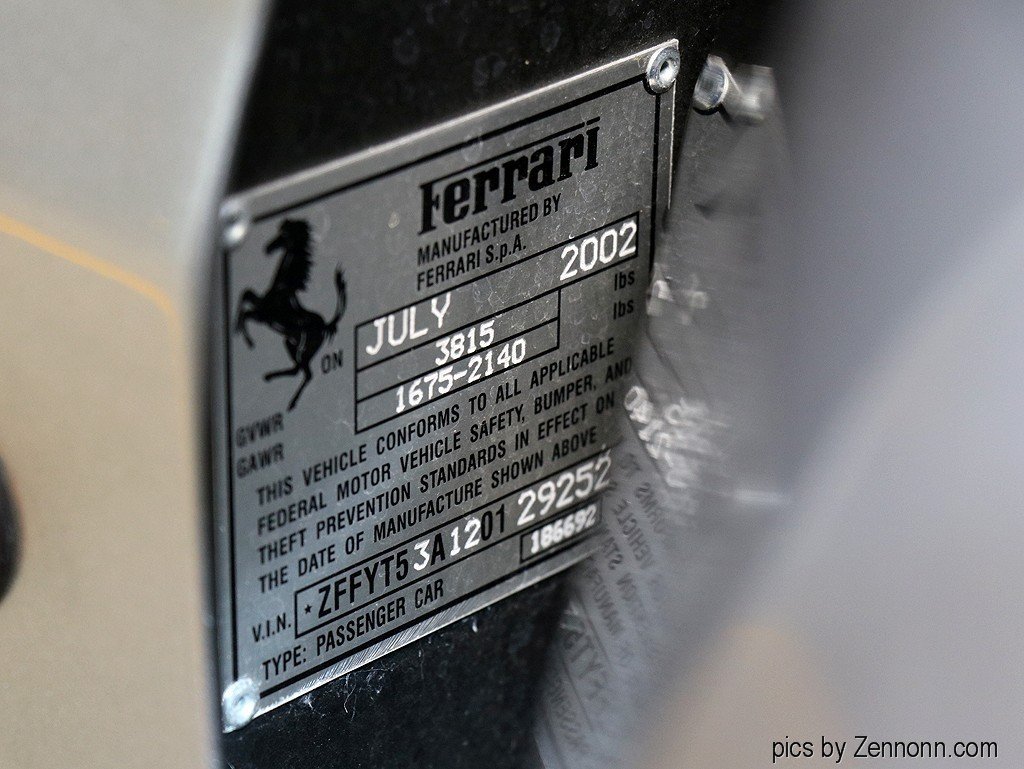 Ferrari
MANUFACTURED BY
FERRARI S.p.A.
ON JULY 2002
GVWR 3815 lbs
GAWR 1675-2140 lbs
THIS VEHICLE CONFORMS TO ALL APPLICABLE
FEDERAL MOTOR VEHICLE SAFETY, BUMPER, AND
THEFT PREVENTION STANDARDS IN EFFECT ON
THE DATE OF MANUFACTURE SHOWN ABOVE
V.I.N. *ZFFYT53A1201 29252
TYPE: PASSENGER CAR 186692
pics by Zennonn.com